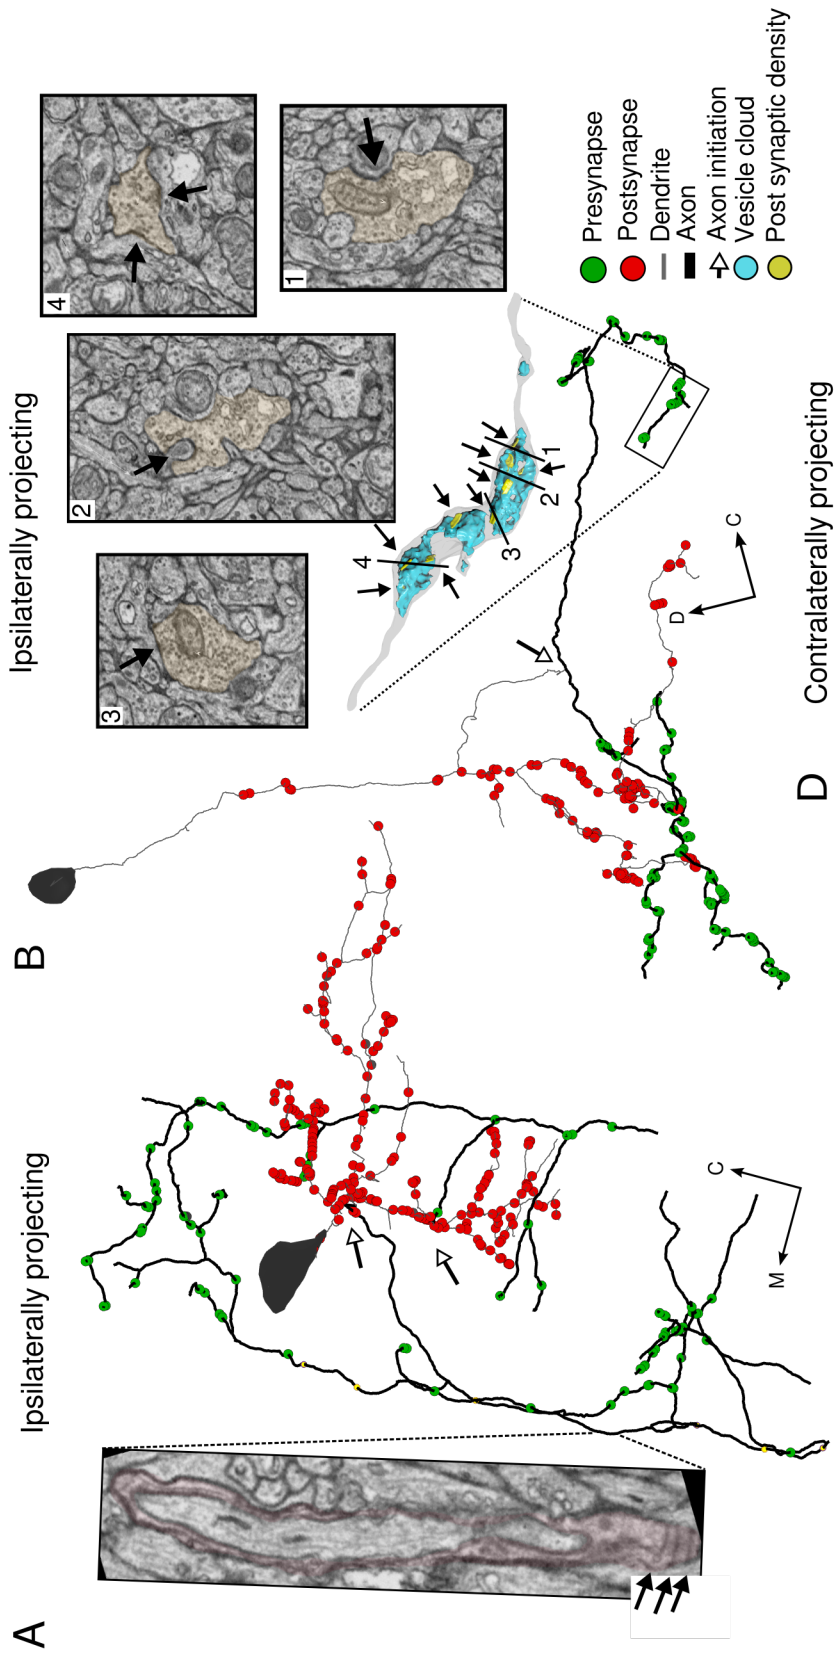 A
Ipsilaterally projecting
M
C
B
Ipsilaterally projecting
3
2
4
1
4
3
2
1
D
Contralaterally projecting
D
C
Presynapse
Postsynapse
Dendrite
Axon
Axon initiation
Vesicle cloud
Post synaptic density